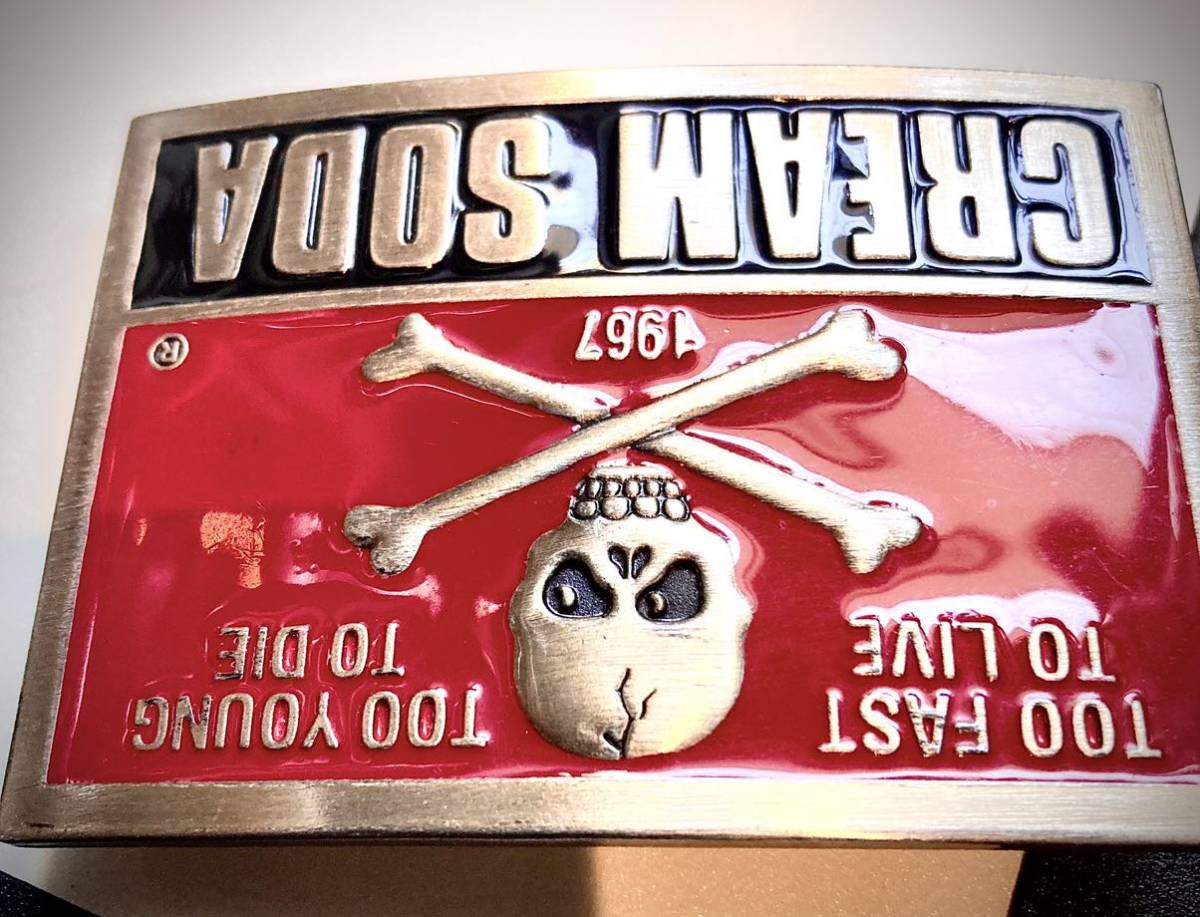 TOO FAST TOO YOUNG
TO LIVE TO DIE
1967
®
CREAM SODA